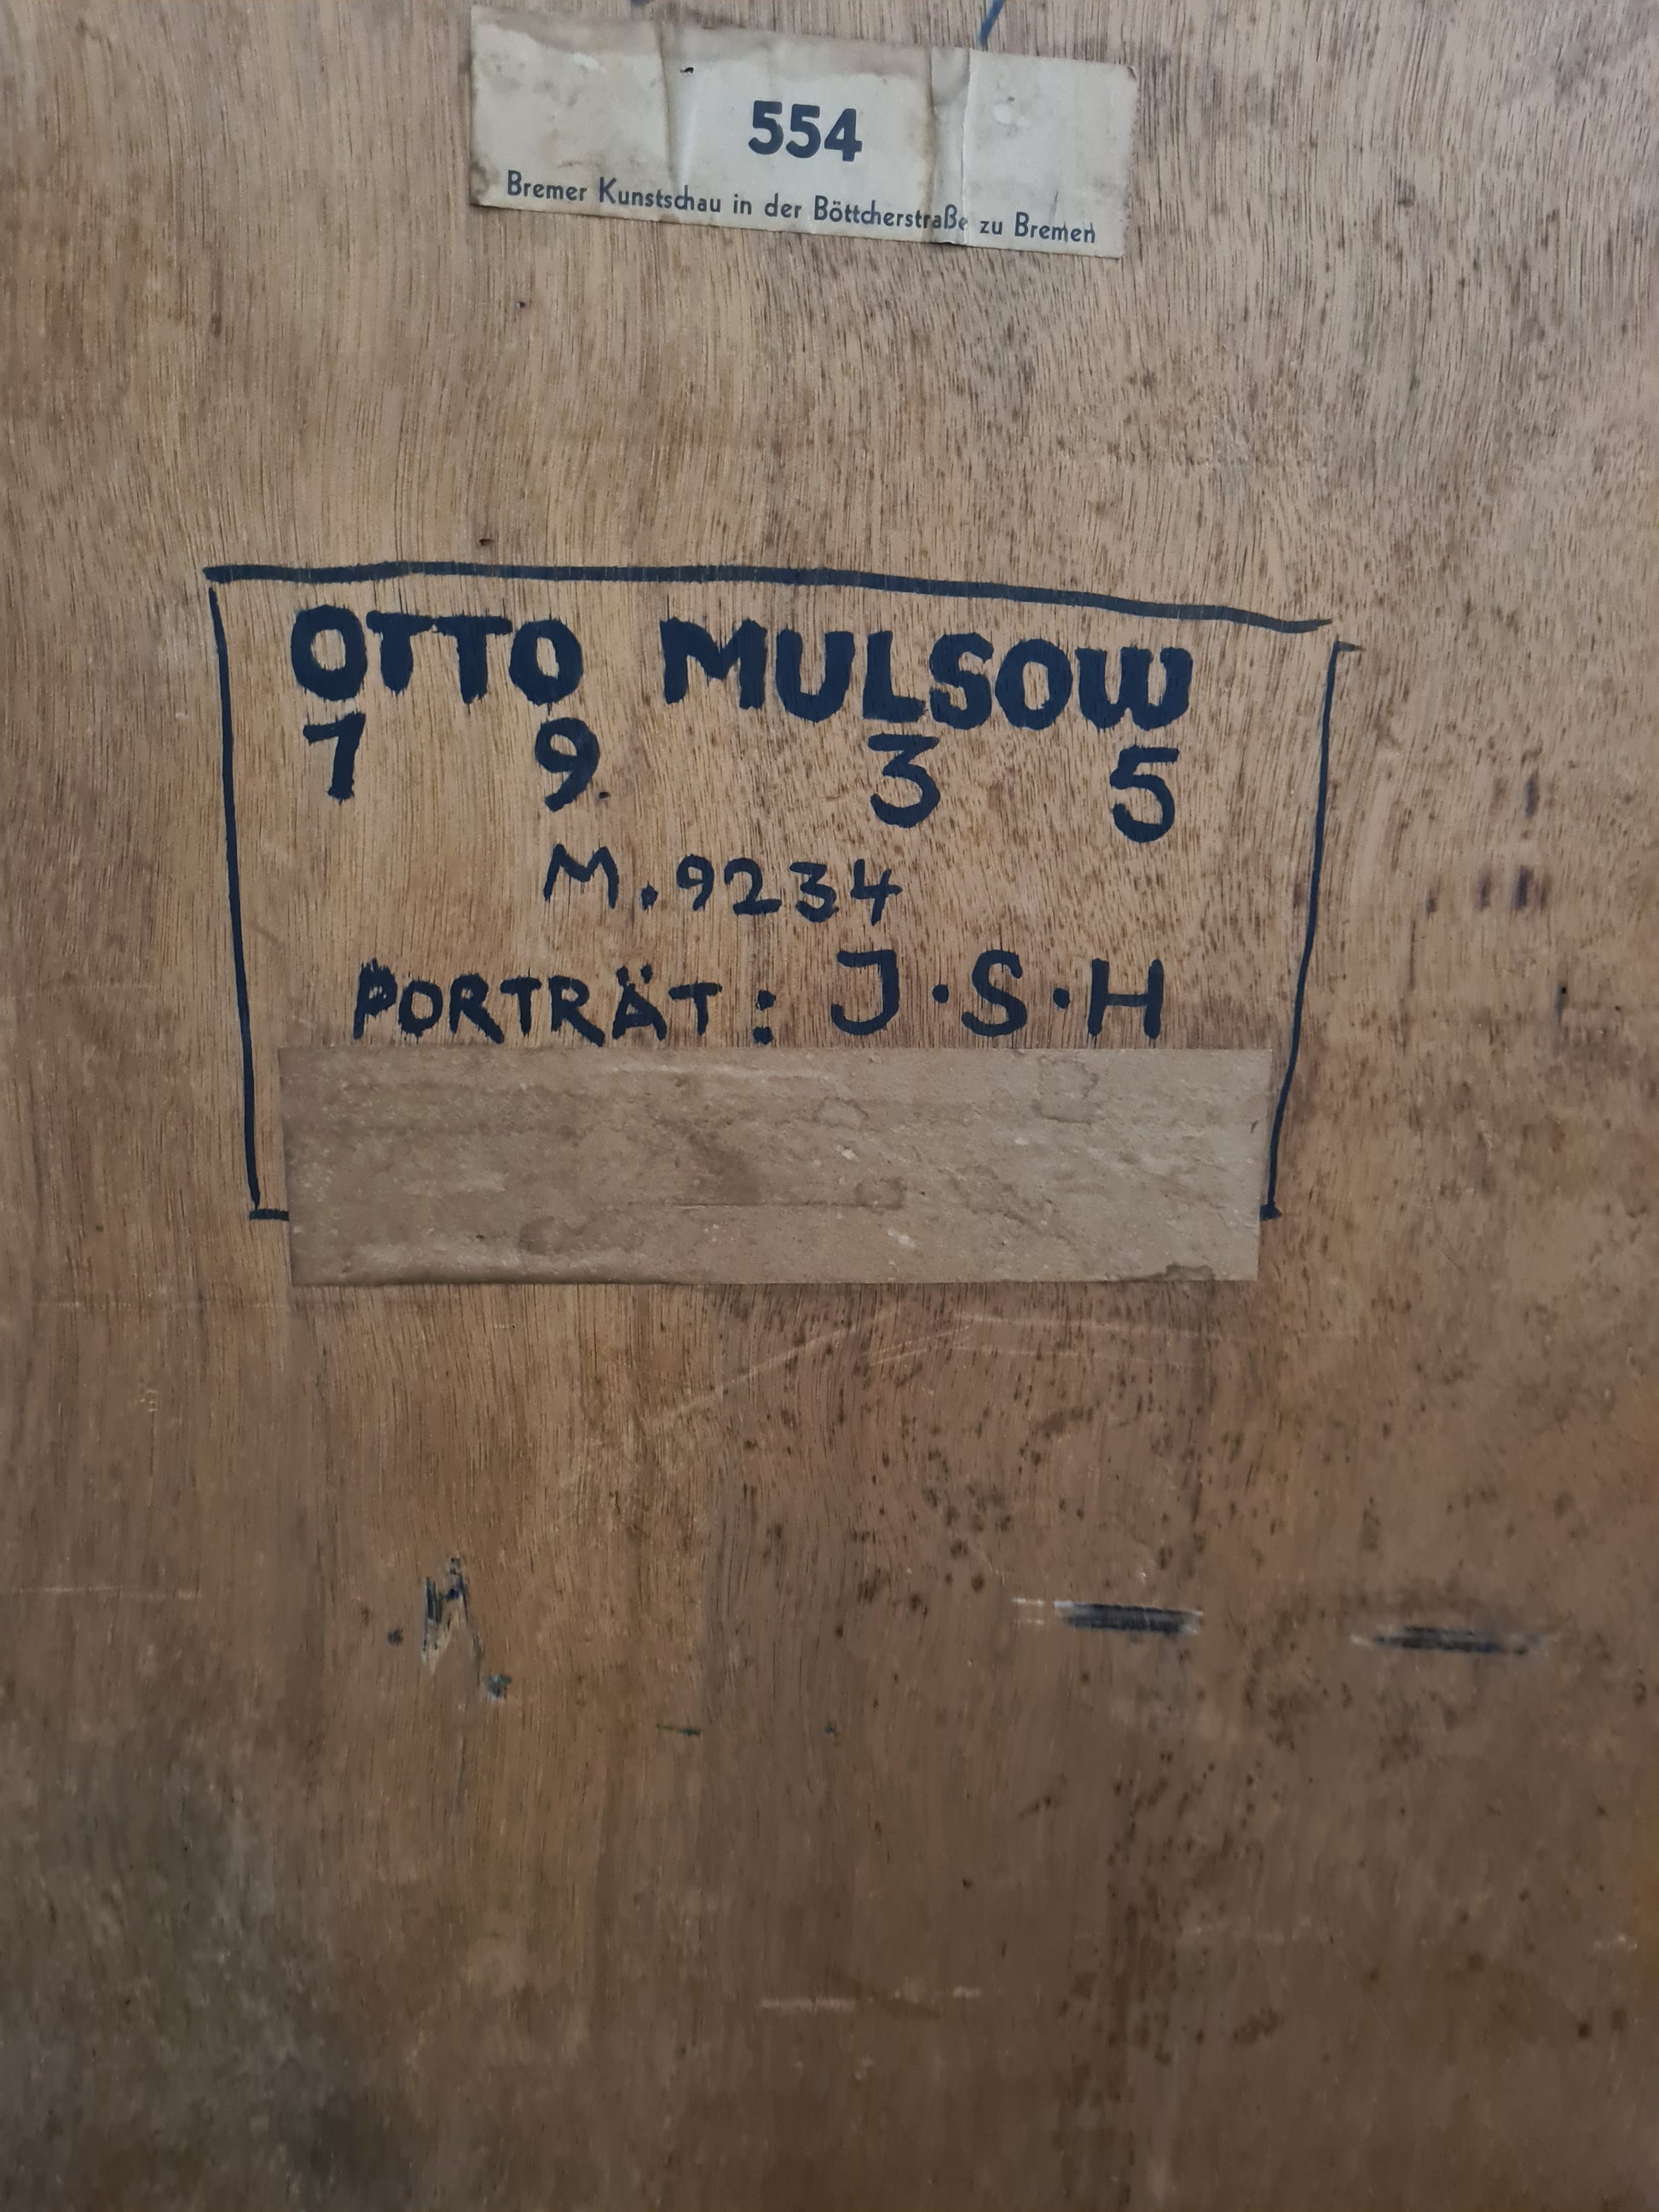 554
Bremer Kunstschau in der Böttcherstraße zu Bremen
OTTO MULSOW
1 9 3 5
M.9234
PORTRÄT: J·S·H